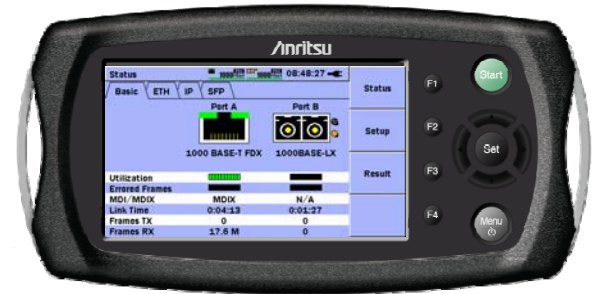 Anritsu
Status 1000 1000 08:48:27
Basic ETH IP SFP
Port A Port B
1000 BASE-T FDX 1000BASE-LX
Utilization
Errored Frames
MDI/MDIX MDIX N/A
Link Time 0:04:13 0:01:27
Frames TX 0 0
Frames RX 17.6 M 0
Status
Setup
Result
F1
F2
F3
F4
Start
Set
Menu